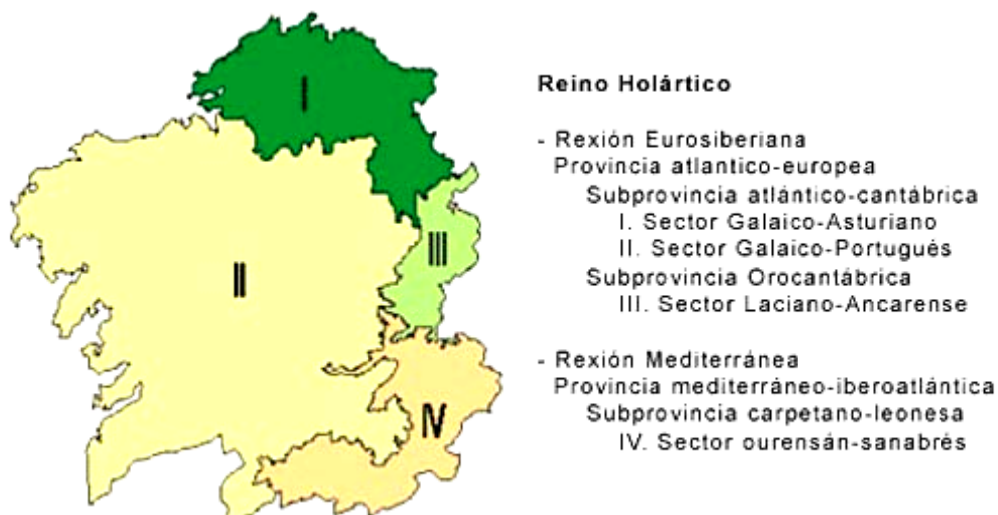 I
II
III
IV
Reino Holártico
- Rexión Eurosiberiana
Provincia atlantico-europea
Subprovincia atlántico-cantábrica
I. Sector Galaico-Asturiano
II. Sector Galaico-Portugués
Subprovincia Orocantábrica
III. Sector Laciano-Ancarense
- Rexión Mediterránea
Provincia mediterráneo-iberoatlántica
Subprovincia carpetano-leonesa
IV. Sector ourensán-sanabrés